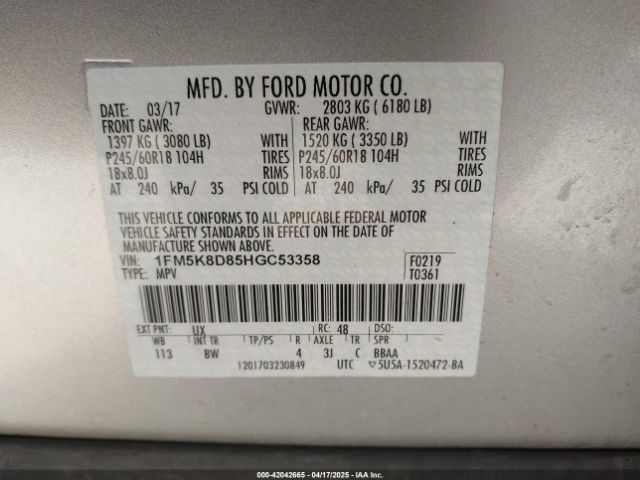 MFD. BY FORD MOTOR CO.
DATE: 03/17 GVWR: 2803 KG ( 6180 LB)
FRONT GAWR: REAR GAWR:
1397 KG ( 3080 LB) WITH 1520 KG ( 3350 LB) WITH
P245/60R18 104H TIRES P245/60R18 104H TIRES
18x8.0J RIMS 18x8.0J RIMS
AT 240 kPa/ 35 PSI COLD AT 240 kPa/ 35 PSI COLD
THIS VEHICLE CONFORMS TO ALL APPLICABLE FEDERAL MOTOR
VEHICLE SAFETY STANDARDS IN EFFECT ON THE DATE OF
MANUFACTURE SHOWN ABOVE.
VIN: 1FM5K8D85HGC53358 F0219
TYPE: MPV T0361
EXT PNT: UX RC: 48 DSO:
WB INT TR TP/PS R AXLE TR SPR
113 BW 4 3J C BBAA
1201703230849 UTC ▽5U5A-1520472-BA
000-42042665 - 04/17/2025 - IAAI Inc.